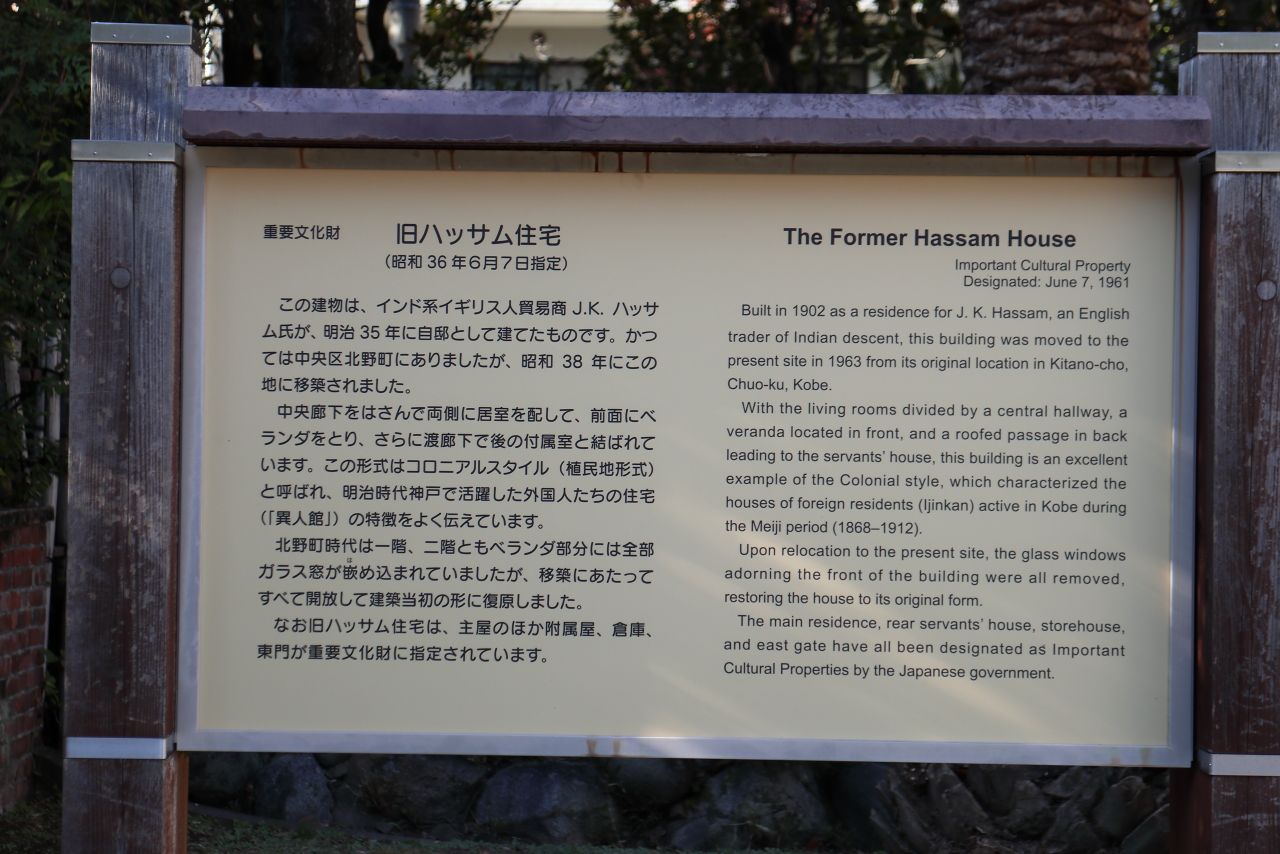 重要文化財 旧ハッサム住宅
（昭和 36 年６月７日指定）
この建物は、インド系イギリス人貿易商 J.K. ハッサ
ム氏が、明治 35 年に自邸として建てたものです。かつ
ては中央区北野町にありましたが、昭和 38 年にこの
地に移築されました。
中央廊下をはさんで両側に居室を配して、前面にベ
ランダをとり、さらに渡廊下で後の付属室と結ばれて
います。この形式はコロニアルスタイル（植民地形式）
と呼ばれ、明治時代神戸で活躍した外国人たちの住宅
（「異人館」）の特徴をよく伝えています。
北野町時代は一階、二階ともベランダ部分には全部
は
ガラス窓が嵌め込まれていましたが、移築にあたって
すべて開放して建築当初の形に復原しました。
なお旧ハッサム住宅は、主屋のほか附属屋、倉庫、
東門が重要文化財に指定されています。
The Former Hassam House
Important Cultural Property
Designated: June 7, 1961
Built in 1902 as a residence for J. K. Hassam, an English
trader of Indian descent, this building was moved to the
present site in 1963 from its original location in Kitano-cho,
Chuo-ku, Kobe.
With the living rooms divided by a central hallway, a
veranda located in front, and a roofed passage in back
leading to the servants' house, this building is an excellent
example of the Colonial style, which characterized the
houses of foreign residents (Ijinkan) active in Kobe during
the Meiji period (1868–1912).
Upon relocation to the present site, the glass windows
adorning the front of the building were all removed,
restoring the house to its original form.
The main residence, rear servants' house, storehouse,
and east gate have all been designated as Important
Cultural Properties by the Japanese government.